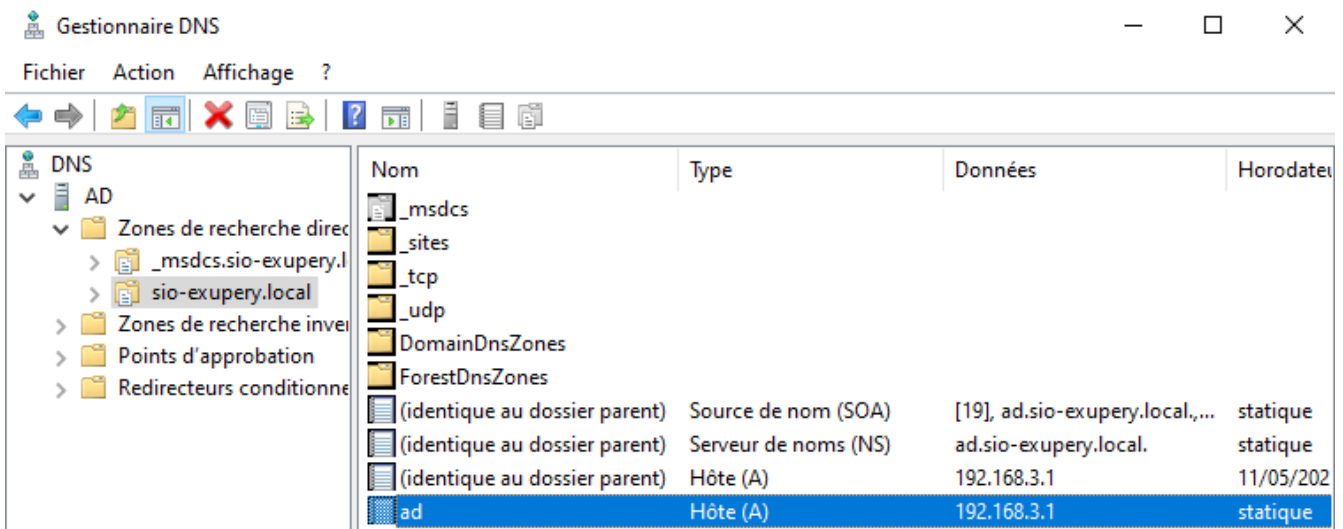 Gestionnaire DNS
Fichier Action Affichage ?
DNS
AD
Zones de recherche direc
_msdcs.sio-exupery.l
sio-exupery.local
Zones de recherche inver
Points d'approbation
Redirecteurs conditionne
Nom Type Données Horodateu
_msdcs
_sites
_tcp
_udp
DomainDnsZones
ForestDnsZones
(identique au dossier parent) Source de nom (SOA) [19], ad.sio-exupery.local.,... statique
(identique au dossier parent) Serveur de noms (NS) ad.sio-exupery.local. statique
(identique au dossier parent) Hôte (A) 192.168.3.1 11/05/202
ad Hôte (A) 192.168.3.1 statique